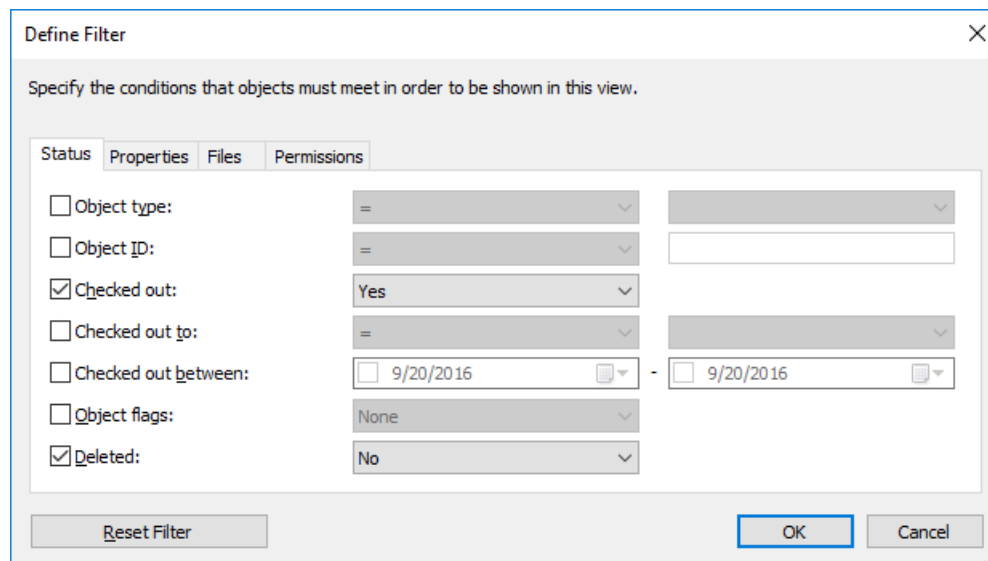 Define Filter
Specify the conditions that objects must meet in order to be shown in this view.
Status Properties Files Permissions
Object type: =
Object ID: =
Checked out: Yes
Checked out to: =
Checked out between: 9/20/2016 - 9/20/2016
Object flags: None
Deleted: No
Reset Filter OK Cancel